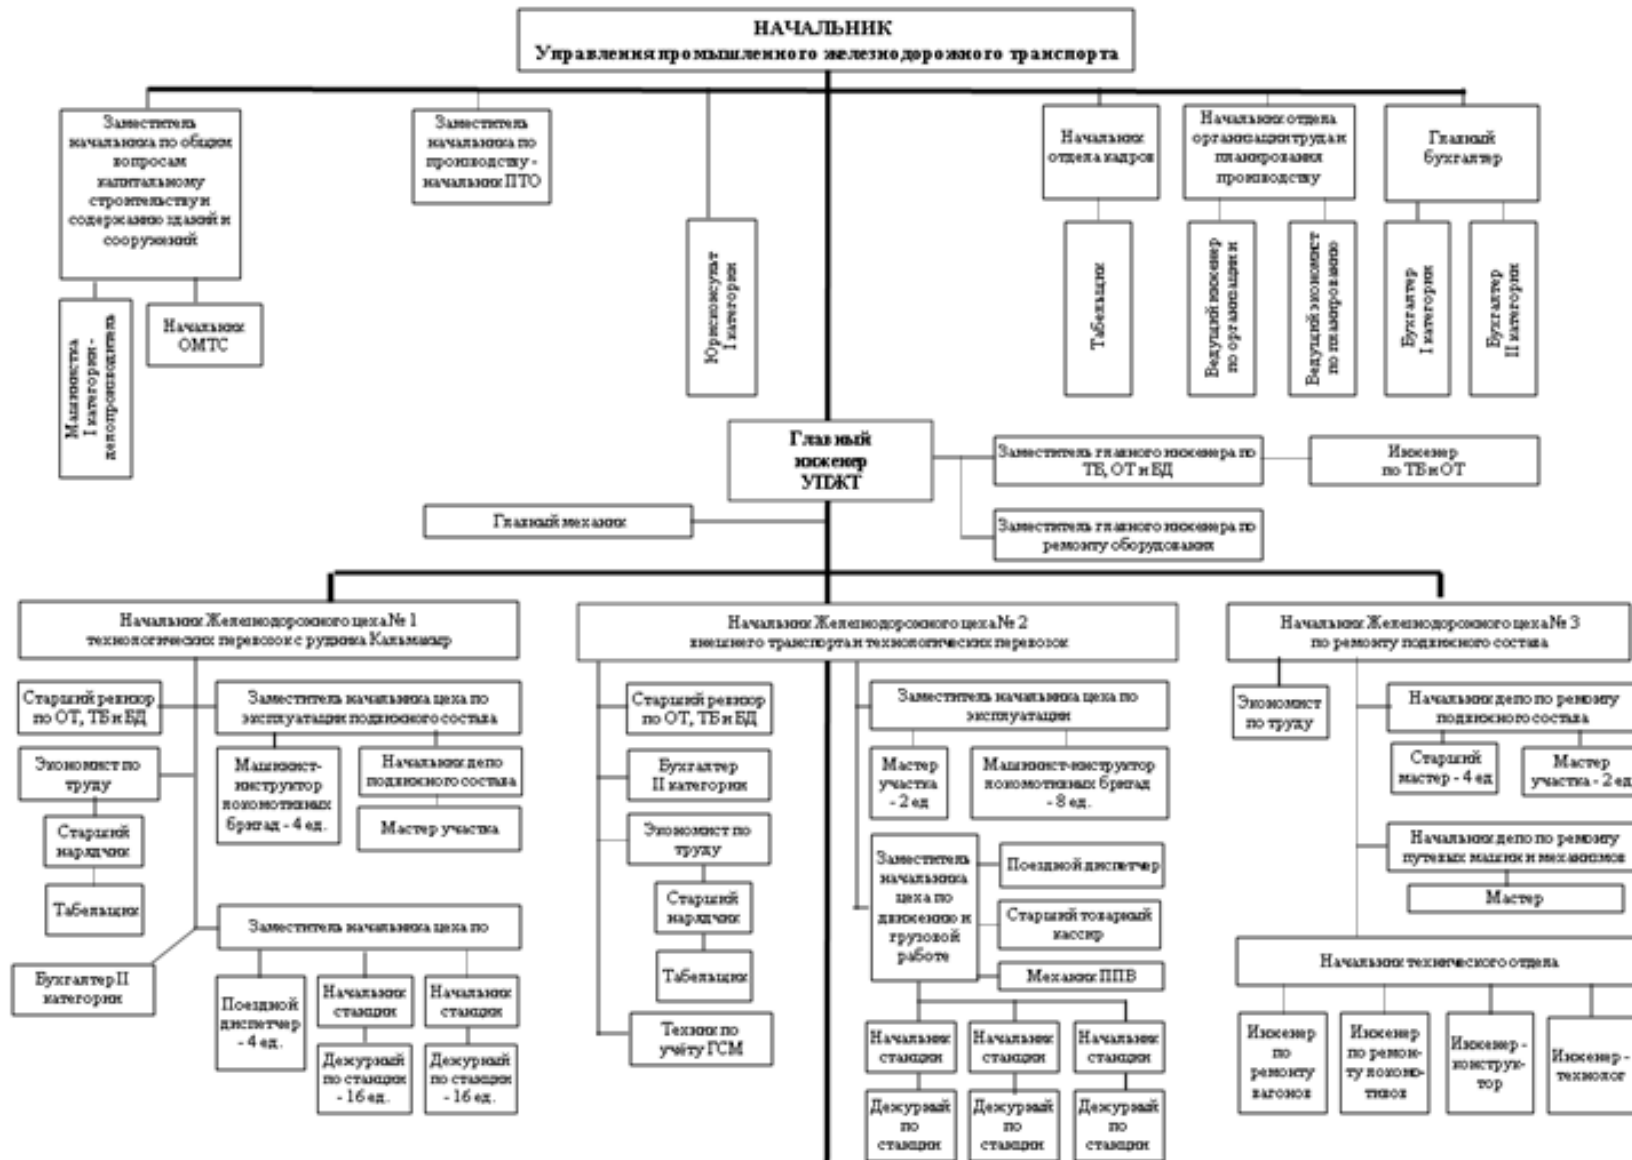 НАЧАЛЬНИК
Управления промышленного железнодорожного транспорта
Заместитель
начальника по общим
вопросам
капитальному
строительству и
содержанию зданий и
сооружений
Заместитель
начальника по
производству -
начальник ПТО
Юрисконсульт
I категории
Начальник
отдела кадров
Начальник отдела
организации труда и
планирования
производству
Главный
бухгалтер
Машинистка
I категории -
делопроизводитель
Начальник
ОМТС
Табельщик
Ведущий инженер
по организации и
Ведущий экономист
по планированию
Бухгалтер
I категории
Бухгалтер
II категории
Главный
инженер
УПЖТ
Заместитель главного инженера по
ТБ, ОТ и БД
Инженер
по ТБ и ОТ
Главный механик
Заместитель главного инженера по
ремонту оборудования
Начальник Железнодорожного цеха № 1
технологических перевозок с рудника Кальмакыр
Старший ревизор
по ОТ, ТБ и БД
Заместитель начальника цеха по
эксплуатации подвижного состава
Экономист по
труду
Машинист-
инструктор
локомотивных
бригад - 4 ед.
Начальник депо
подвижного состава
Мастер участка
Старший
нарядчик
Табельщик
Заместитель начальника цеха по
Бухгалтер II
категории
Поездной
диспетчер
- 4 ед.
Начальник
станции
Начальник
станции
Дежурный
по станции
- 16 ед.
Дежурный
по станции
- 16 ед.
Начальник Железнодорожного цеха № 2
внешнего транспорта и технологических перевозок
Старший ревизор
по ОТ, ТБ и БД
Бухгалтер
II категории
Экономист по
труду
Старший
нарядчик
Табельщик
Техник по
учёту ГСМ
Заместитель начальника цеха по
эксплуатации
Мастер
участка
- 2 ед
Машинист-инструктор
локомотивных бригад
- 8 ед.
Заместитель
начальника
цеха по
движению и
грузовой
работе
Поездной диспетчер
Старший товарный
кассир
Механик ППВ
Начальник
станции
Начальник
станции
Начальник
станции
Дежурный
по
станции
Дежурный
по
станции
Дежурный
по
станции
Начальник Железнодорожного цеха № 3
по ремонту подвижного состава
Экономист
по труду
Начальник депо по ремонту
подвижного состава
Старший
мастер - 4 ед
Мастер
участка - 2 ед
Начальник депо по ремонту
путевых машин и механизмов
Мастер
Начальник технического отдела
Инженер
по
ремонту
вагонов
Инженер
по ремон-
ту локомо-
тивов
Инженер -
конструк-
тор
Инженер -
технолог